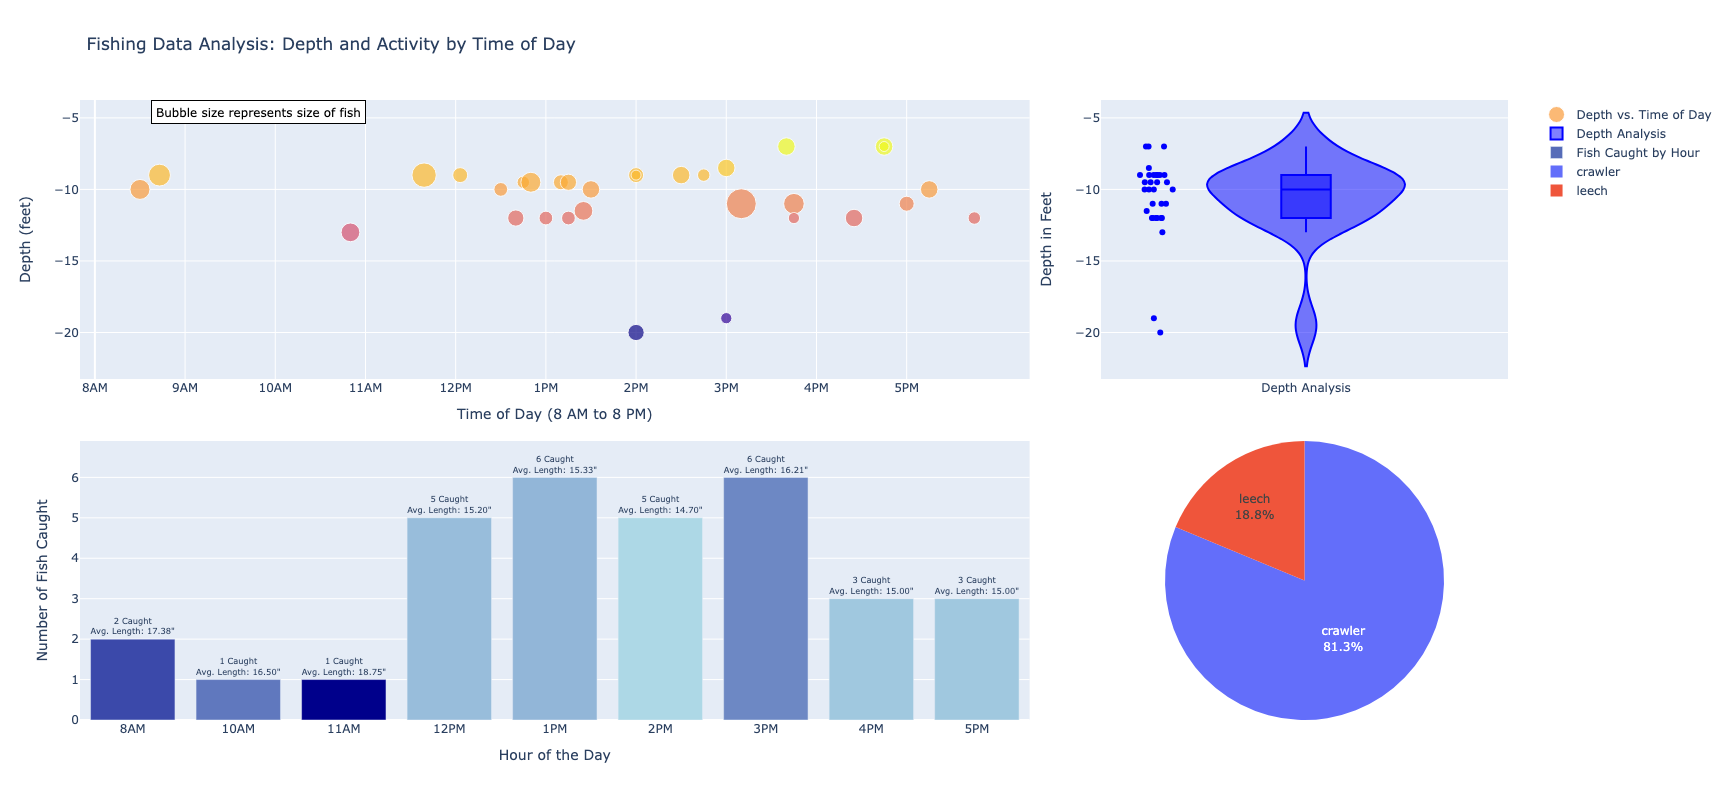 Fishing Data Analysis: Depth and Activity by Time of Day
Bubble size represents size of fish
Depth (feet)
−5
−10
−15
−20
8AM 9AM 10AM 11AM 12PM 1PM 2PM 3PM 4PM 5PM
Time of Day (8 AM to 8 PM)
Depth in Feet
−5
−10
−15
−20
Depth Analysis
Depth vs. Time of Day
Depth Analysis
Fish Caught by Hour
crawler
leech
Number of Fish Caught
6
5
4
3
2
1
0
2 Caught
Avg. Length: 17.38"
1 Caught
Avg. Length: 16.50"
1 Caught
Avg. Length: 18.75"
5 Caught
Avg. Length: 15.20"
6 Caught
Avg. Length: 15.33"
5 Caught
Avg. Length: 14.70"
6 Caught
Avg. Length: 16.21"
3 Caught
Avg. Length: 15.00"
3 Caught
Avg. Length: 15.00"
8AM 10AM 11AM 12PM 1PM 2PM 3PM 4PM 5PM
Hour of the Day
leech
18.8%
crawler
81.3%